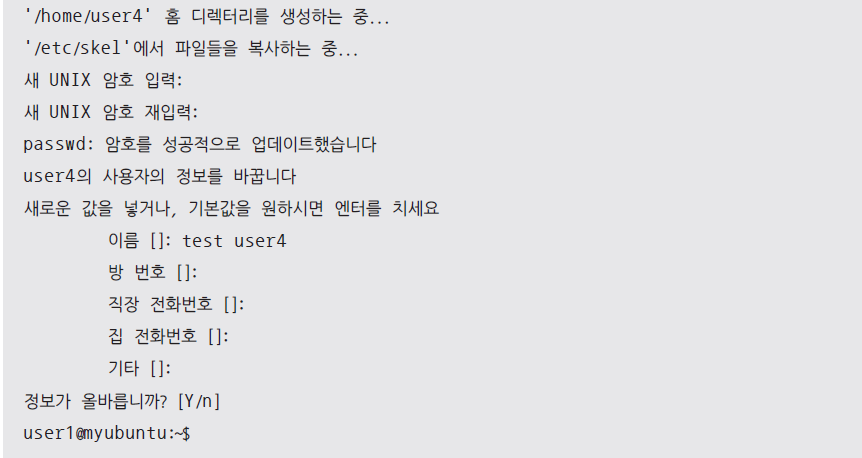 '/home/user4' 홈 디렉터리를 생성하는 중...
'/etc/skel'에서 파일들을 복사하는 중...
새 UNIX 암호 입력:
새 UNIX 암호 재입력:
passwd: 암호를 성공적으로 업데이트했습니다
user4의 사용자의 정보를 바꿉니다
새로운 값을 넣거나, 기본값을 원하시면 엔터를 치세요
이름 []: test user4
방 번호 []:
직장 전화번호 []:
집 전화번호 []:
기타 []:
정보가 올바릅니까? [Y/n]
user1@myubuntu:~$